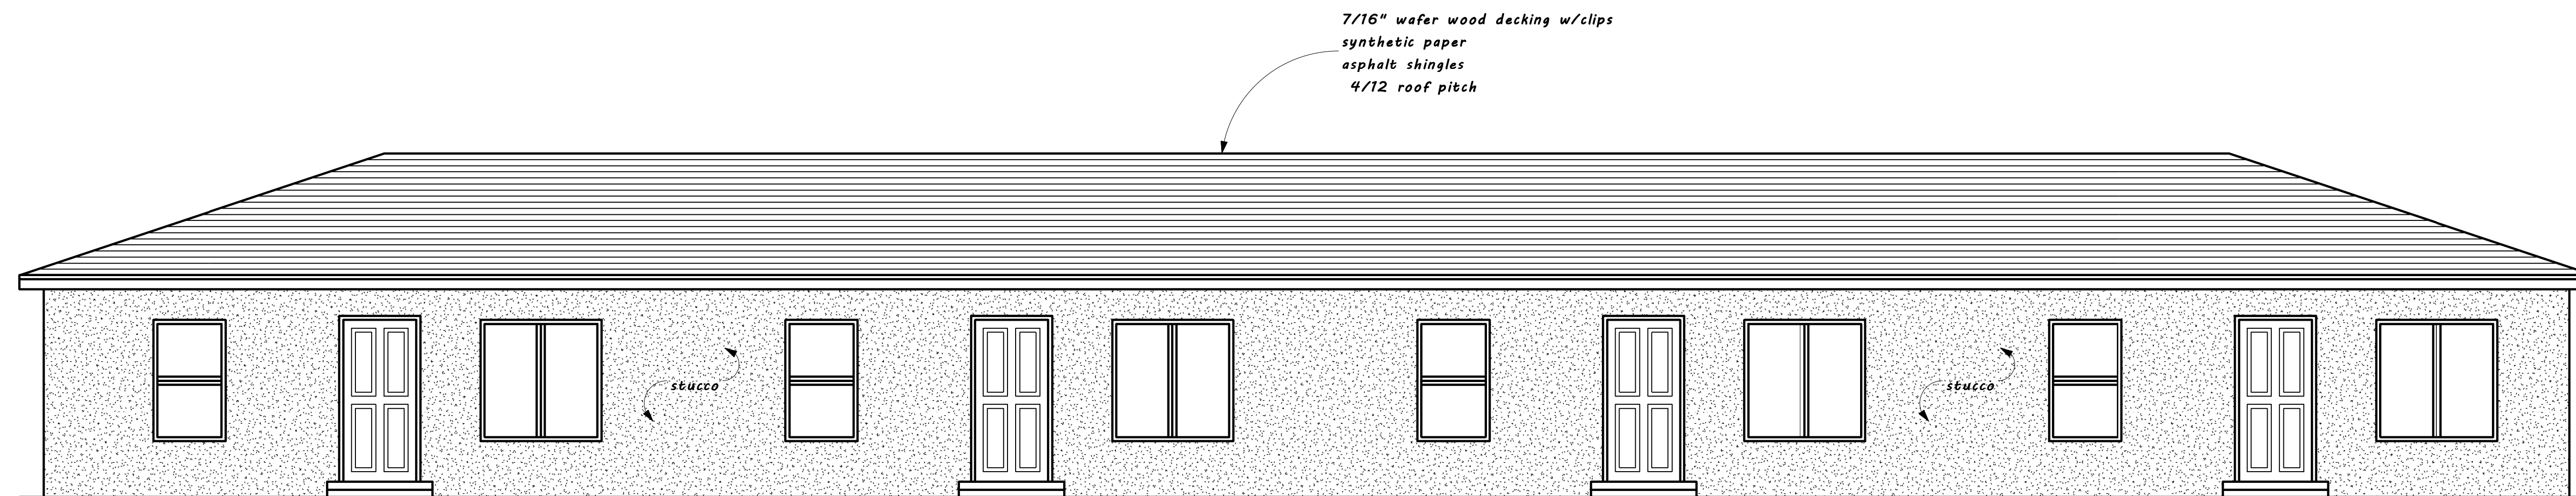 7/16" wafer wood decking w/clips
synthetic paper
asphalt shingles
4/12 roof pitch
stucco
stucco